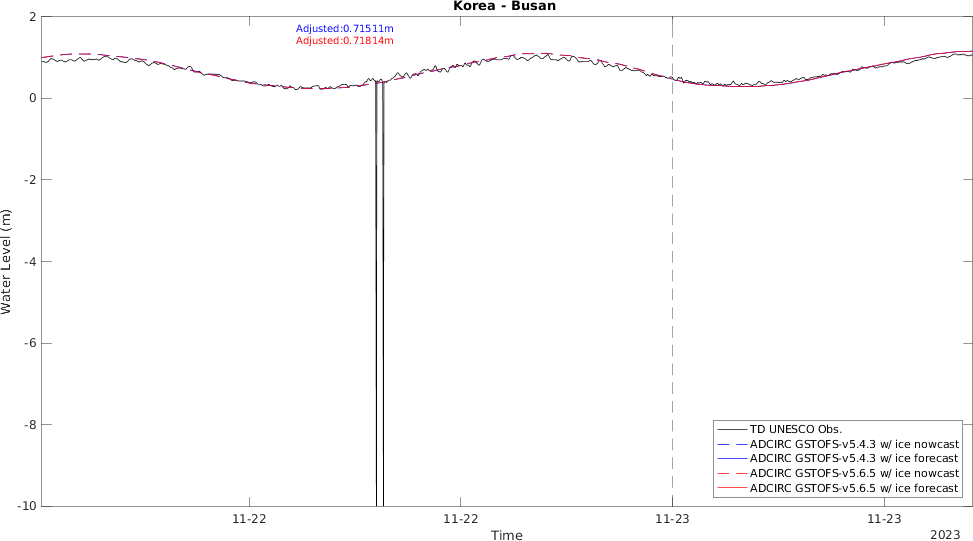 Korea - Busan
Adjusted:0.71511m
Adjusted:0.71814m
2
0
-2
-4
-6
-8
-10
Water Level (m)
TD UNESCO Obs.
ADCIRC GSTOFS-v5.4.3 w/ ice nowcast
ADCIRC GSTOFS-v5.4.3 w/ ice forecast
ADCIRC GSTOFS-v5.6.5 w/ ice nowcast
ADCIRC GSTOFS-v5.6.5 w/ ice forecast
11-22 11-22 11-23 11-23
Time
2023